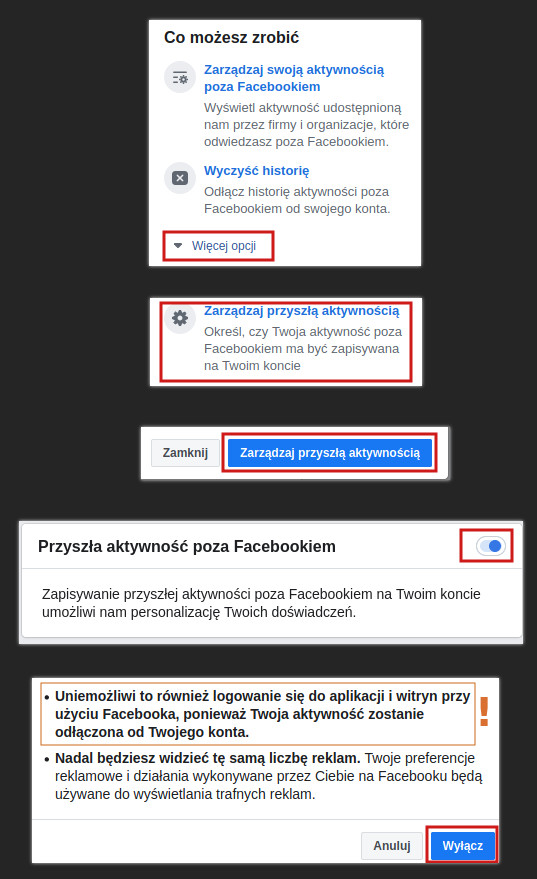 Co możesz zrobić
Zarządzaj swoją aktywnością
poza Facebookiem
Wyświetl aktywność udostępnioną
nam przez firmy i organizacje, które
odwiedzasz poza Facebookiem.
Wyczyść historię
Odłącz historię aktywności poza
Facebookiem od swojego konta.
Więcej opcji
Zarządzaj przyszłą aktywnością
Określ, czy Twoja aktywność poza
Facebookiem ma być zapisywana
na Twoim koncie
Zamknij Zarządzaj przyszłą aktywnością
Przyszła aktywność poza Facebookiem
Zapisywanie przyszłej aktywności poza Facebookiem na Twoim koncie
umożliwi nam personalizację Twoich doświadczeń.
• Uniemożliwi to również logowanie się do aplikacji i witryn przy
użyciu Facebooka, ponieważ Twoja aktywność zostanie
odłączona od Twojego konta.
!
• Nadal będziesz widzieć tę samą liczbę reklam. Twoje preferencje
reklamowe i działania wykonywane przez Ciebie na Facebooku będą
używane do wyświetlania trafnych reklam.
Anuluj Wyłącz